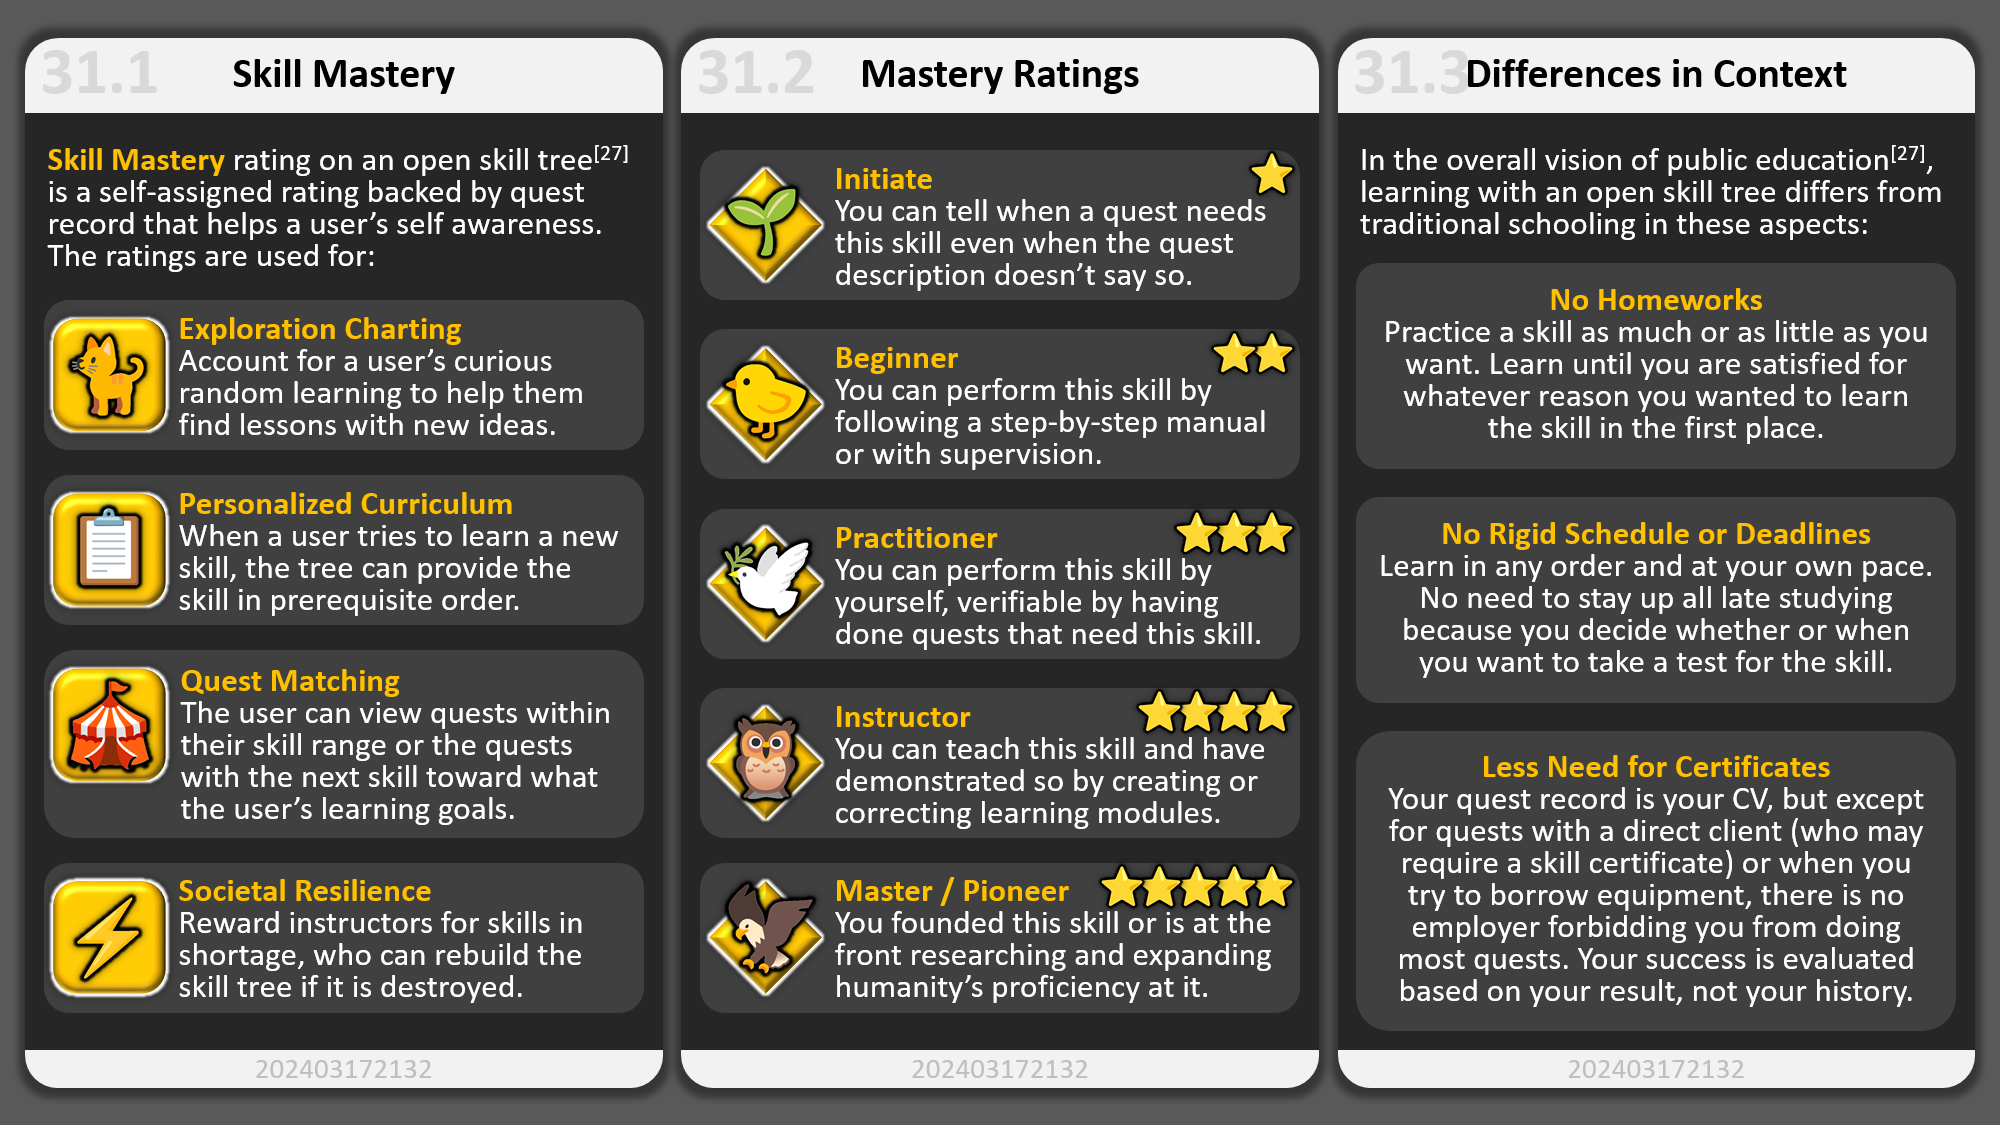 31.1
Skill Mastery
Skill Mastery rating on an open skill tree[27]
is a self-assigned rating backed by quest
record that helps a user's self awareness.
The ratings are used for:
Exploration Charting
Account for a user's curious
random learning to help them
find lessons with new ideas.
Personalized Curriculum
When a user tries to learn a new
skill, the tree can provide the
skill in prerequisite order.
Quest Matching
The user can view quests within
their skill range or the quests
with the next skill toward what
the user's learning goals.
Societal Resilience
Reward instructors for skills in
shortage, who can rebuild the
skill tree if it is destroyed.
202403172132
31.2
Mastery Ratings
Initiate
You can tell when a quest needs
this skill even when the quest
description doesn't say so.
Beginner
You can perform this skill by
following a step-by-step manual
or with supervision.
Practitioner
You can perform this skill by
yourself, verifiable by having
done quests that need this skill.
Instructor
You can teach this skill and have
demonstrated so by creating or
correcting learning modules.
Master / Pioneer
You founded this skill or is at the
front researching and expanding
humanity's proficiency at it.
202403172132
31.3
Differences in Context
In the overall vision of public education[27],
learning with an open skill tree differs from
traditional schooling in these aspects:
No Homeworks
Practice a skill as much or as little as you
want. Learn until you are satisfied for
whatever reason you wanted to learn
the skill in the first place.
No Rigid Schedule or Deadlines
Learn in any order and at your own pace.
No need to stay up all late studying
because you decide whether or when
you want to take a test for the skill.
Less Need for Certificates
Your quest record is your CV, but except
for quests with a direct client (who may
require a skill certificate) or when you
try to borrow equipment, there is no
employer forbidding you from doing
most quests. Your success is evaluated
based on your result, not your history.
202403172132